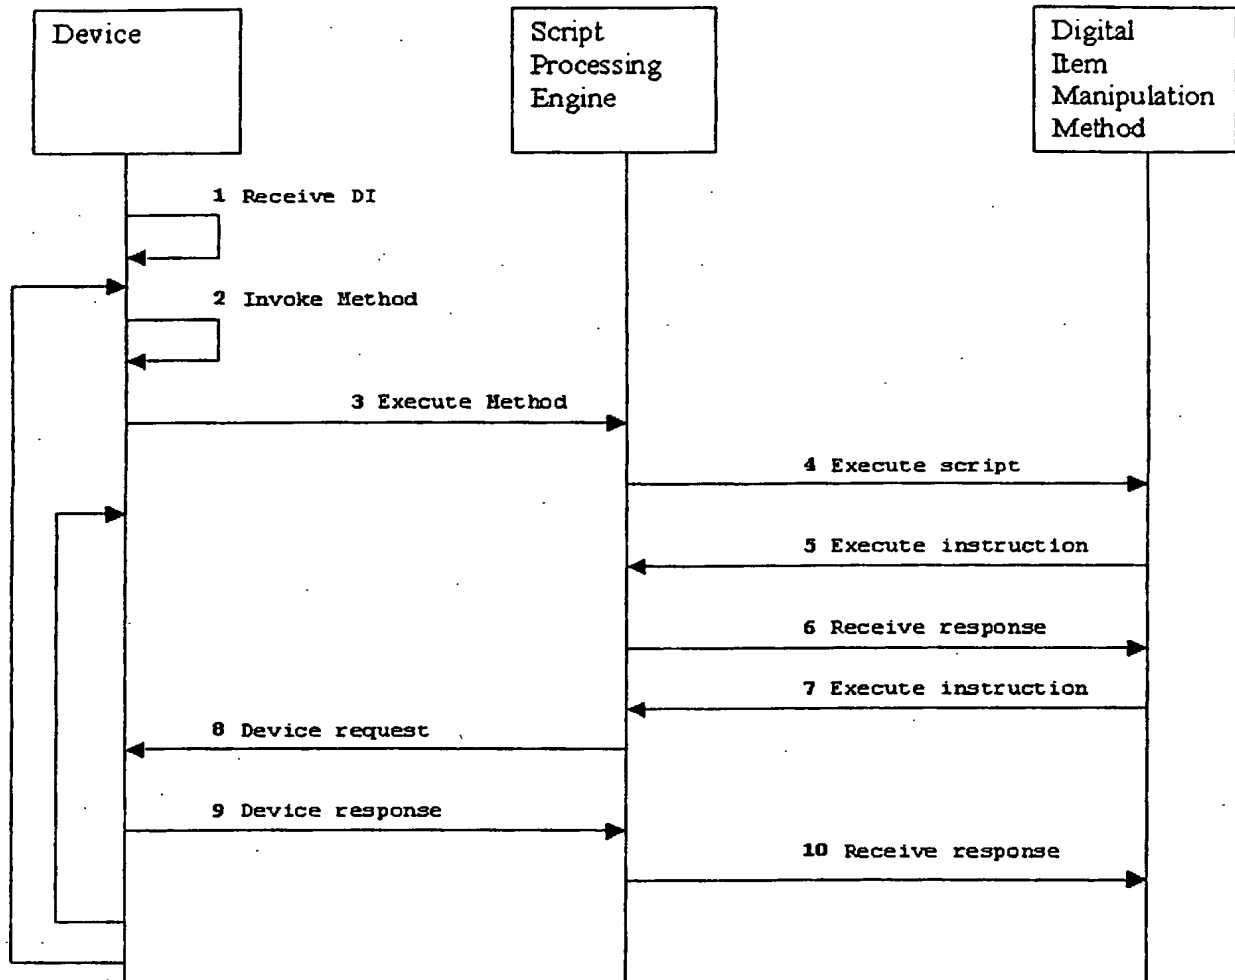 Device
Script
Processing
Engine
Digital
Item
Manipulation
Method
1 Receive DI
2 Invoke Method
3 Execute Method
4 Execute script
5 Execute instruction
6 Receive response
7 Execute instruction
8 Device request
9 Device response
10 Receive response